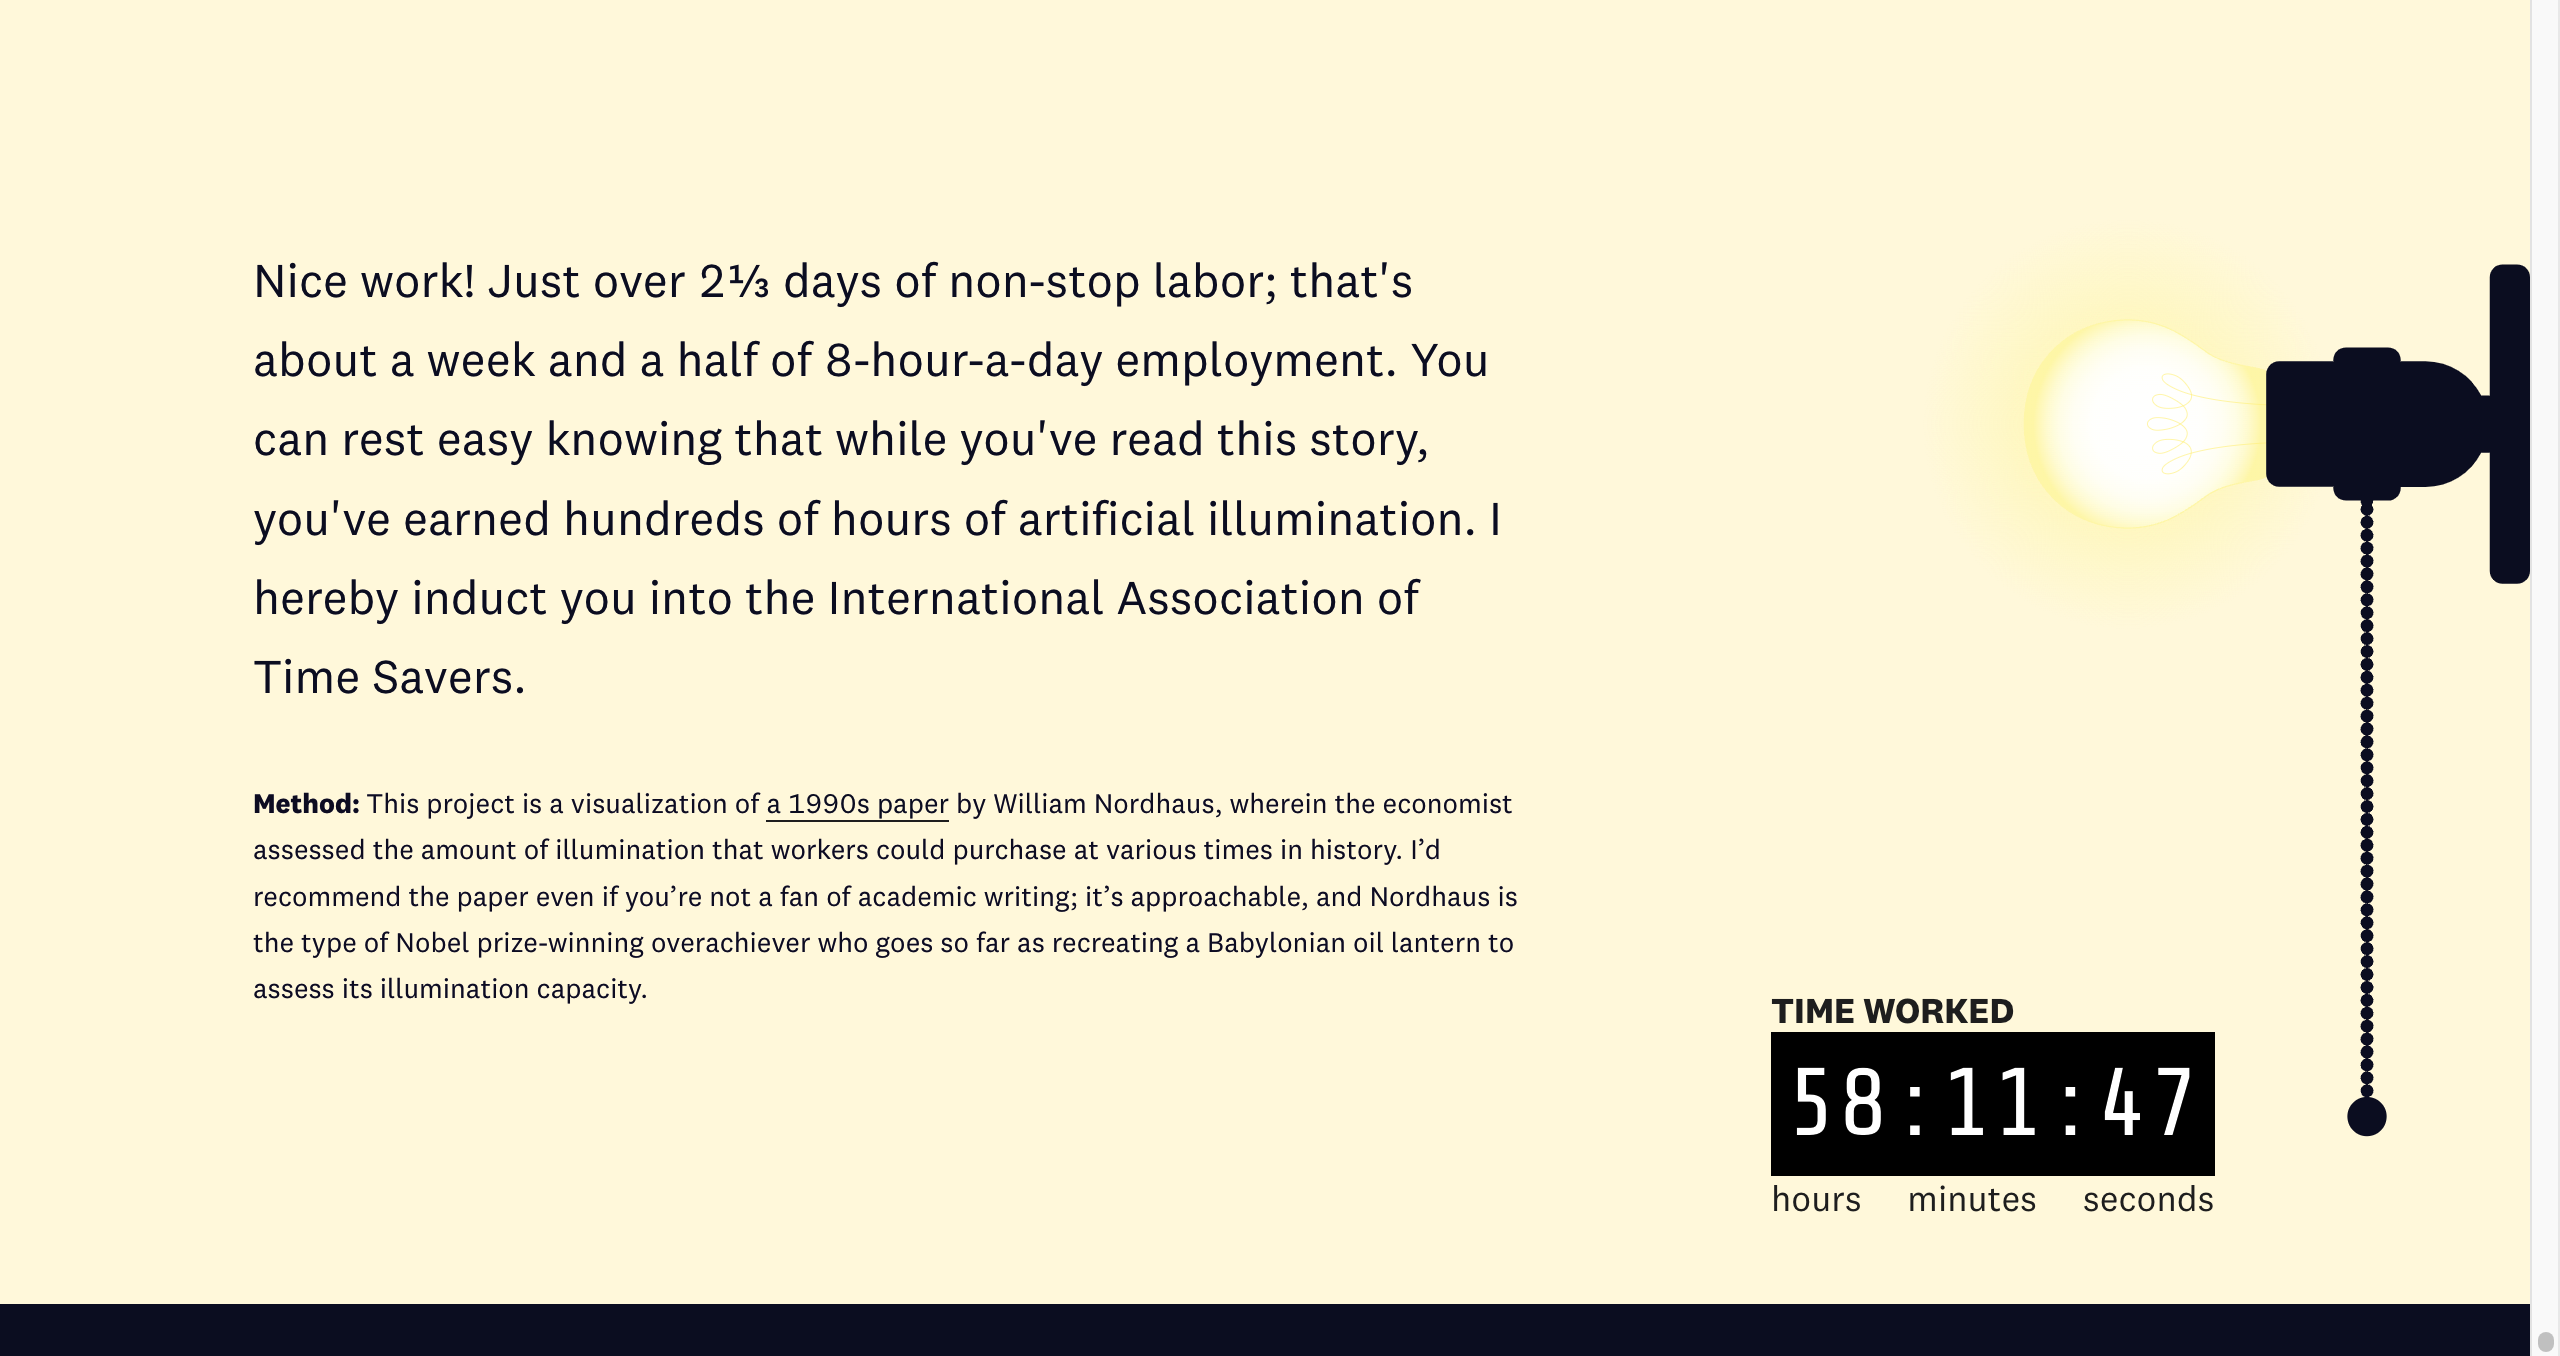 Nice work! Just over 2⅓ days of non-stop labor; that's
about a week and a half of 8-hour-a-day employment. You
can rest easy knowing that while you've read this story,
you've earned hundreds of hours of artificial illumination. I
hereby induct you into the International Association of
Time Savers.
Method: This project is a visualization of a 1990s paper by William Nordhaus, wherein the economist
assessed the amount of illumination that workers could purchase at various times in history. I’d
recommend the paper even if you’re not a fan of academic writing; it’s approachable, and Nordhaus is
the type of Nobel prize-winning overachiever who goes so far as recreating a Babylonian oil lantern to
assess its illumination capacity.
TIME WORKED
58:11:47
hours minutes seconds